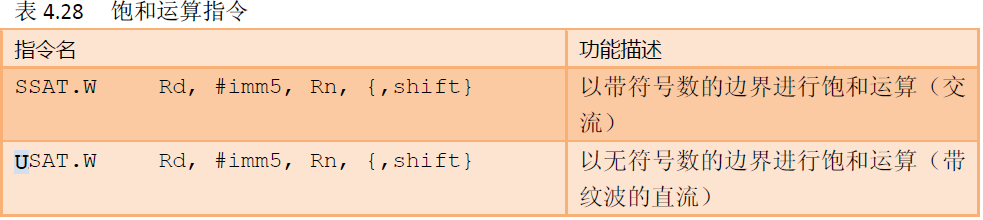 表 4.28 饱和运算指令
指令名 功能描述
SSAT.W Rd, #imm5, Rn, {,shift} 以带符号数的边界进行饱和运算（交
流）
USAT.W Rd, #imm5, Rn, {,shift} 以无符号数的边界进行饱和运算（带
纹波的直流）